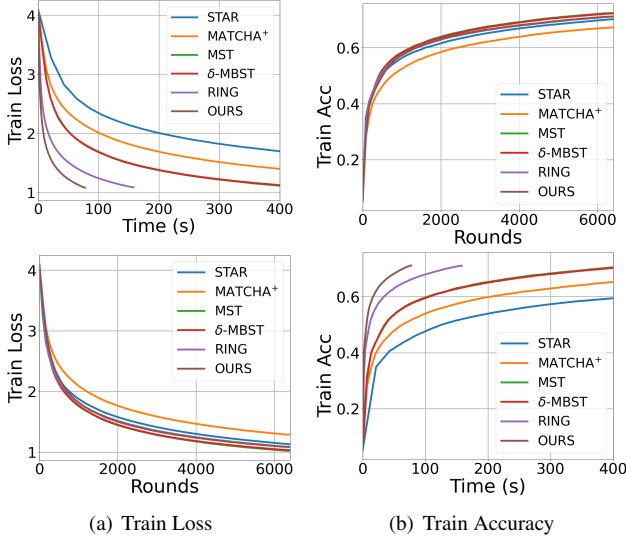 4
3
2
1
Train Loss
STAR
MATCHA+
MST
δ-MBST
RING
OURS
0 100 200 300 400
Time (s)
0.6
0.4
0.2
Train Acc
STAR
MATCHA+
MST
δ-MBST
RING
OURS
0 2000 4000 6000
Rounds
4
3
2
1
Train Loss
STAR
MATCHA+
MST
δ-MBST
RING
OURS
0 2000 4000 6000
Rounds
0.6
0.4
0.2
Train Acc
STAR
MATCHA+
MST
δ-MBST
RING
OURS
0 100 200 300 400
Time (s)
(a) Train Loss
(b) Train Accuracy